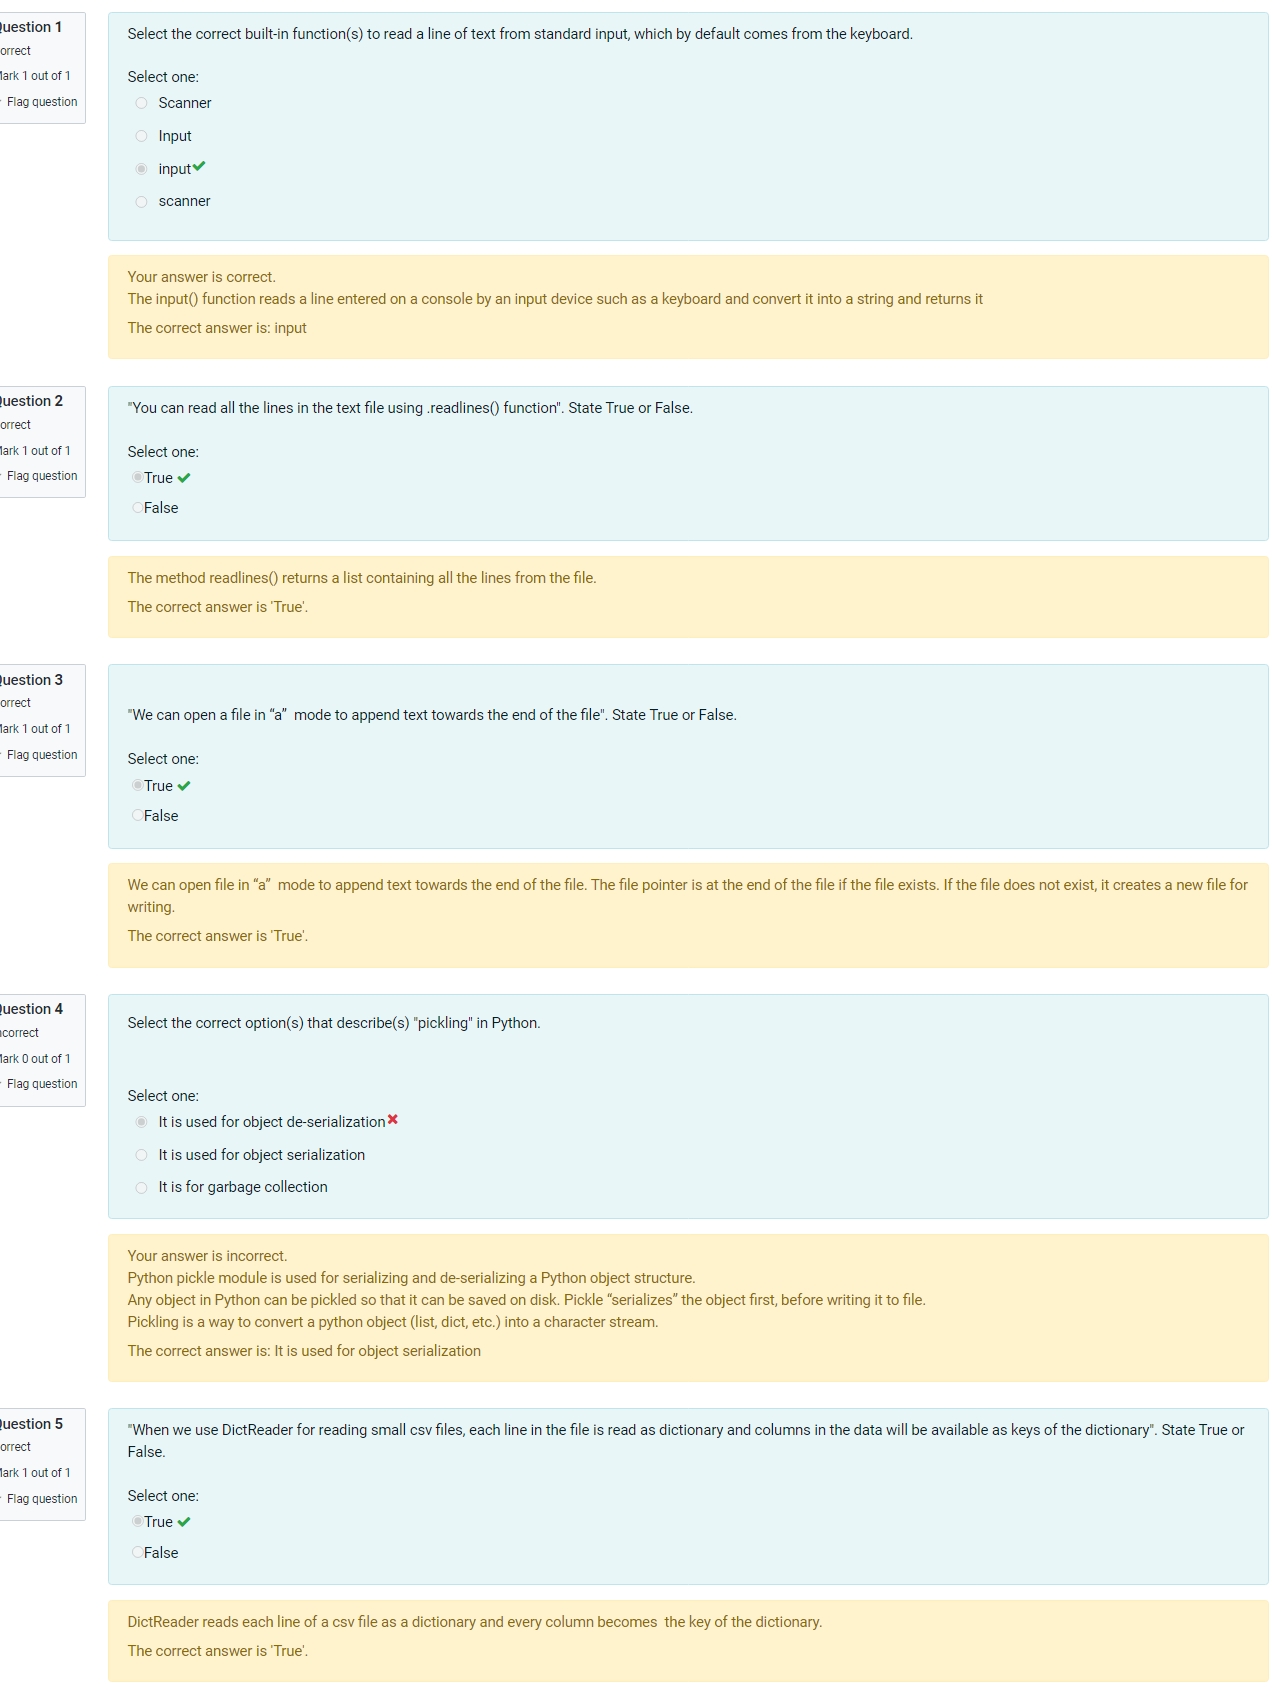 Question 1
orrect
Mark 1 out of 1
Flag question
Select the correct built-in function(s) to read a line of text from standard input, which by default comes from the keyboard.
Select one:
Scanner
Input
input
scanner
Your answer is correct.
The input() function reads a line entered on a console by an input device such as a keyboard and convert it into a string and returns it
The correct answer is: input
Question 2
orrect
Mark 1 out of 1
Flag question
"You can read all the lines in the text file using .readlines() function". State True or False.
Select one:
True
False
The method readlines() returns a list containing all the lines from the file.
The correct answer is 'True'.
Question 3
orrect
Mark 1 out of 1
Flag question
"We can open a file in “a”  mode to append text towards the end of the file". State True or False.
Select one:
True
False
We can open file in “a”  mode to append text towards the end of the file. The file pointer is at the end of the file if the file exists. If the file does not exist, it creates a new file for
writing.
The correct answer is 'True'.
Question 4
ncorrect
Mark 0 out of 1
Flag question
Select the correct option(s) that describe(s) "pickling" in Python.
Select one:
It is used for object de-serialization
It is used for object serialization
It is for garbage collection
Your answer is incorrect.
Python pickle module is used for serializing and de-serializing a Python object structure.
Any object in Python can be pickled so that it can be saved on disk. Pickle “serializes” the object first, before writing it to file.
Pickling is a way to convert a python object (list, dict, etc.) into a character stream.
The correct answer is: It is used for object serialization
Question 5
orrect
Mark 1 out of 1
Flag question
"When we use DictReader for reading small csv files, each line in the file is read as dictionary and columns in the data will be available as keys of the dictionary". State True or
False.
Select one:
True
False
DictReader reads each line of a csv file as a dictionary and every column becomes  the key of the dictionary.
The correct answer is 'True'.